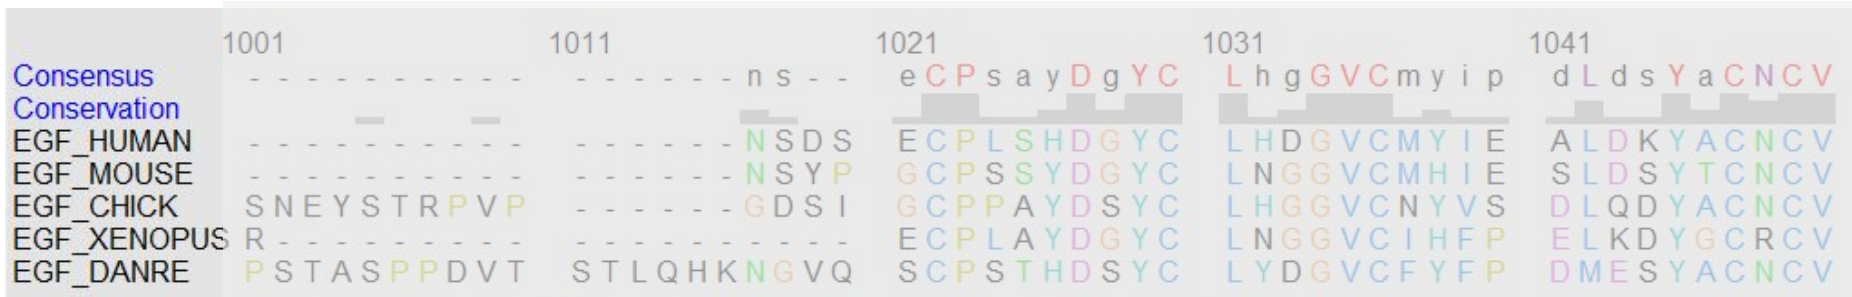 1001 1011 1021 1031 1041
Consensus - - - - - - - - - - - - - - - - n s - - e C P s a y D g Y C L h g G V C m y i p d L d s Y a C N C V
Conservation
EGF_HUMAN - - - - - - - - - - - - - - - - N S D S E C P L S H D G Y C L H D G V C M Y I E A L D K Y A C N C V
EGF_MOUSE - - - - - - - - - - - - - - - - N S Y P G C P S S Y D G Y C L N G G V C M H I E S L D S Y T C N C V
EGF_CHICK S N E Y S T R P V P - - - - - - G D S I G C P P A Y D S Y C L H G G V C N Y V S D L Q D Y A C N C V
EGF_XENOPUS R - - - - - - - - - - - - - - - - - - - E C P L A Y D G Y C L N G G V C I H F P E L K D Y G C R C V
EGF_DANRE P S T A S P P D V T S T L Q H K N G V Q S C P S T H D S Y C L Y D G V C F Y F P D M E S Y A C N C V